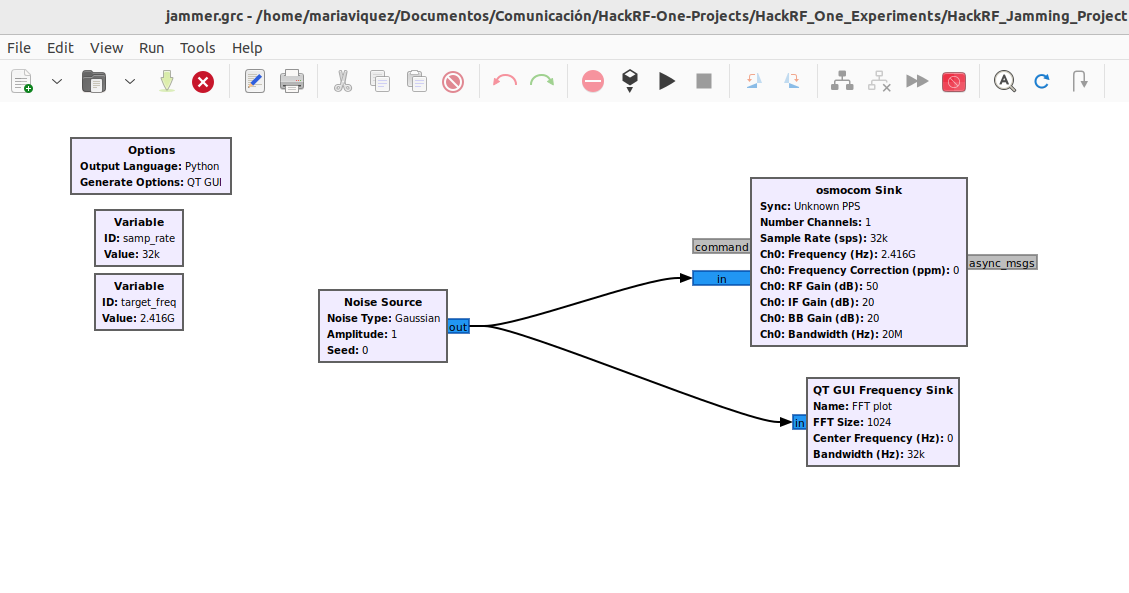 jammer.grc - /home/mariaviquez/Documentos/Comunicación/HackRF-One-Projects/HackRF_One_Experiments/HackRF_Jamming_Project
File Edit View Run Tools Help
Options
Output Language: Python
Generate Options: QT GUI
Variable
ID: samp_rate
Value: 32k
Variable
ID: target_freq
Value: 2.416G
Noise Source
Noise Type: Gaussian
Amplitude: 1
Seed: 0
out
osmocom Sink
Sync: Unknown PPS
Number Channels: 1
Sample Rate (sps): 32k
Ch0: Frequency (Hz): 2.416G
Ch0: Frequency Correction (ppm): 0
Ch0: RF Gain (dB): 50
Ch0: IF Gain (dB): 20
Ch0: BB Gain (dB): 20
Ch0: Bandwidth (Hz): 20M
command
in
async_msgs
QT GUI Frequency Sink
Name: FFT plot
FFT Size: 1024
Center Frequency (Hz): 0
Bandwidth (Hz): 32k
in